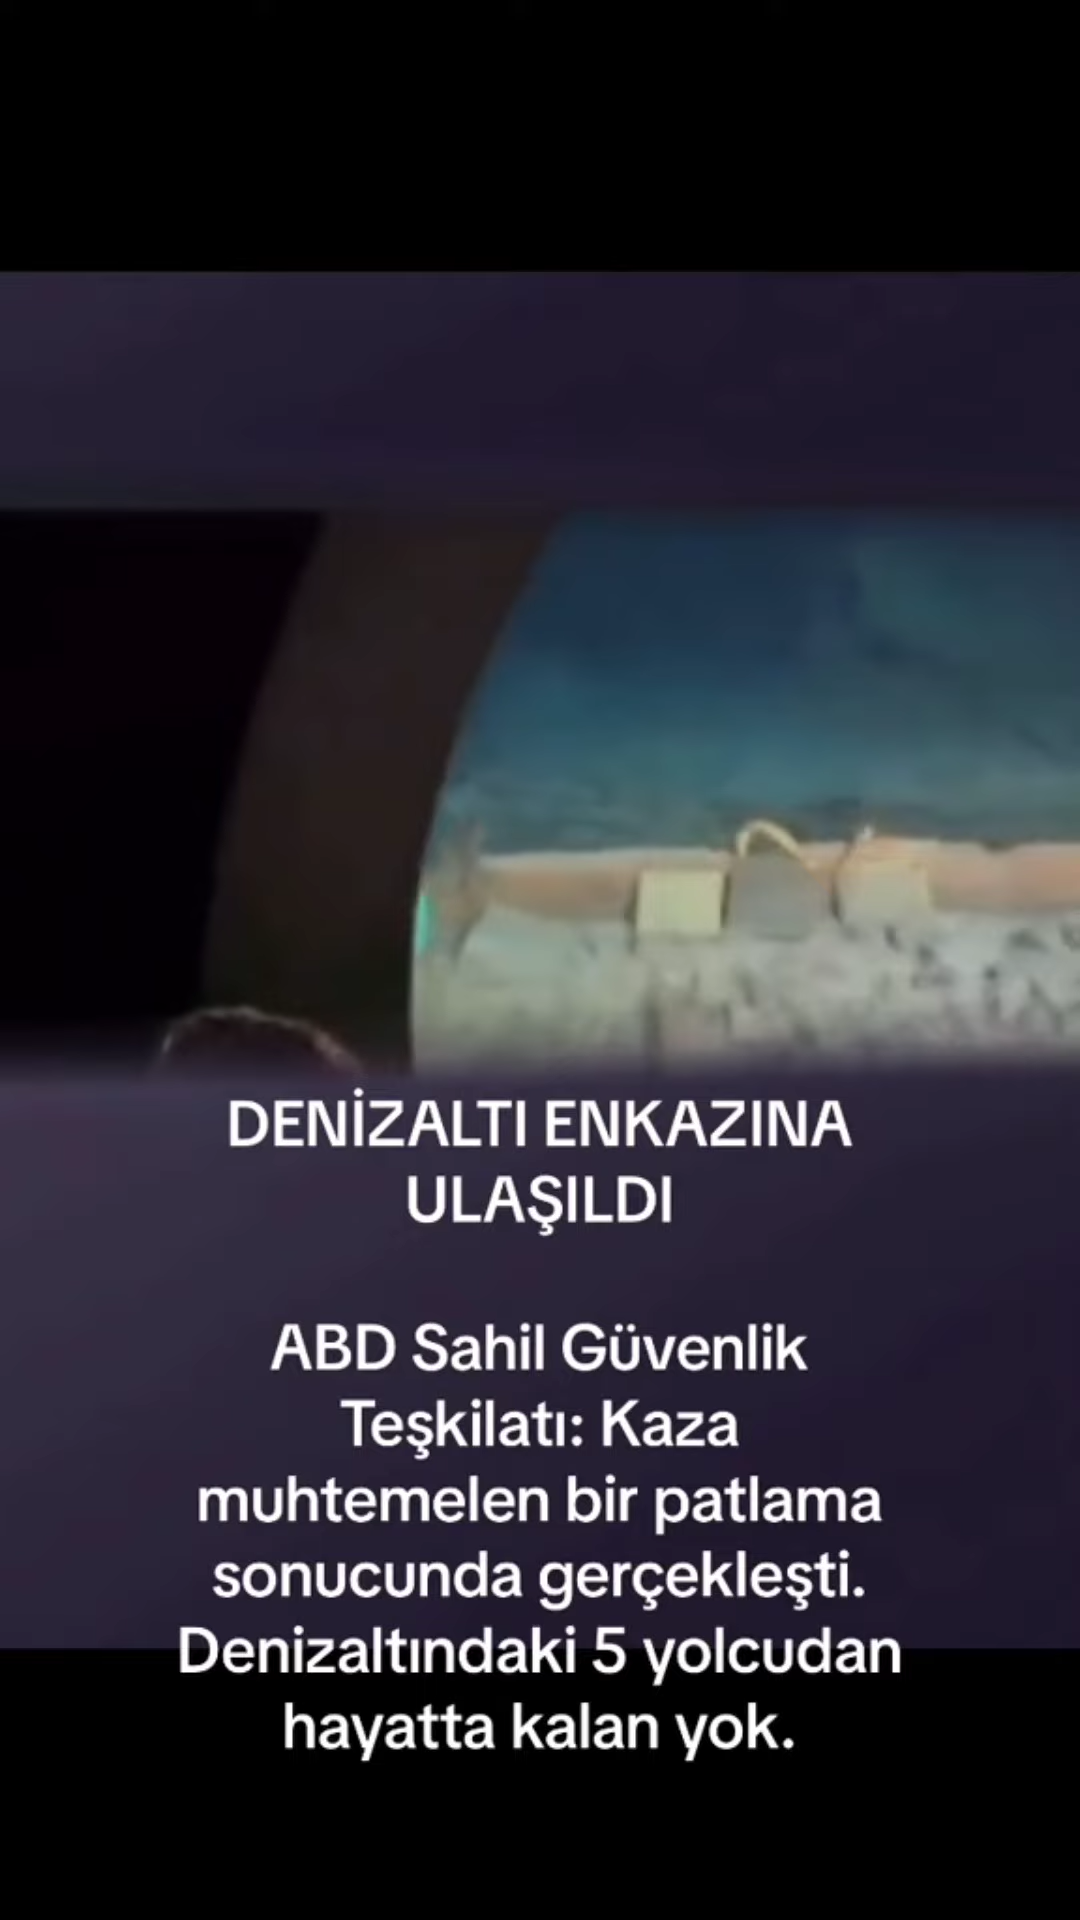 DENİZALTI ENKAZINA
ULAŞILDI
ABD Sahil Güvenlik
Teşkilatı: Kaza
muhtemelen bir patlama
sonucunda gerçekleşti.
Denizaltındaki 5 yolcudan
hayatta kalan yok.